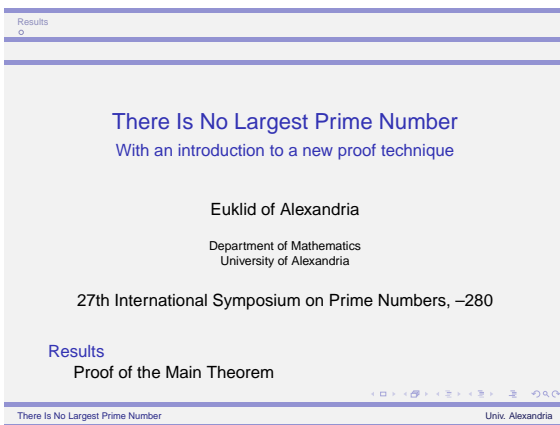 Results
There Is No Largest Prime Number
With an introduction to a new proof technique
Euklid of Alexandria
Department of Mathematics
University of Alexandria
27th International Symposium on Prime Numbers, –280
Results
Proof of the Main Theorem
There Is No Largest Prime Number
Univ. Alexandria